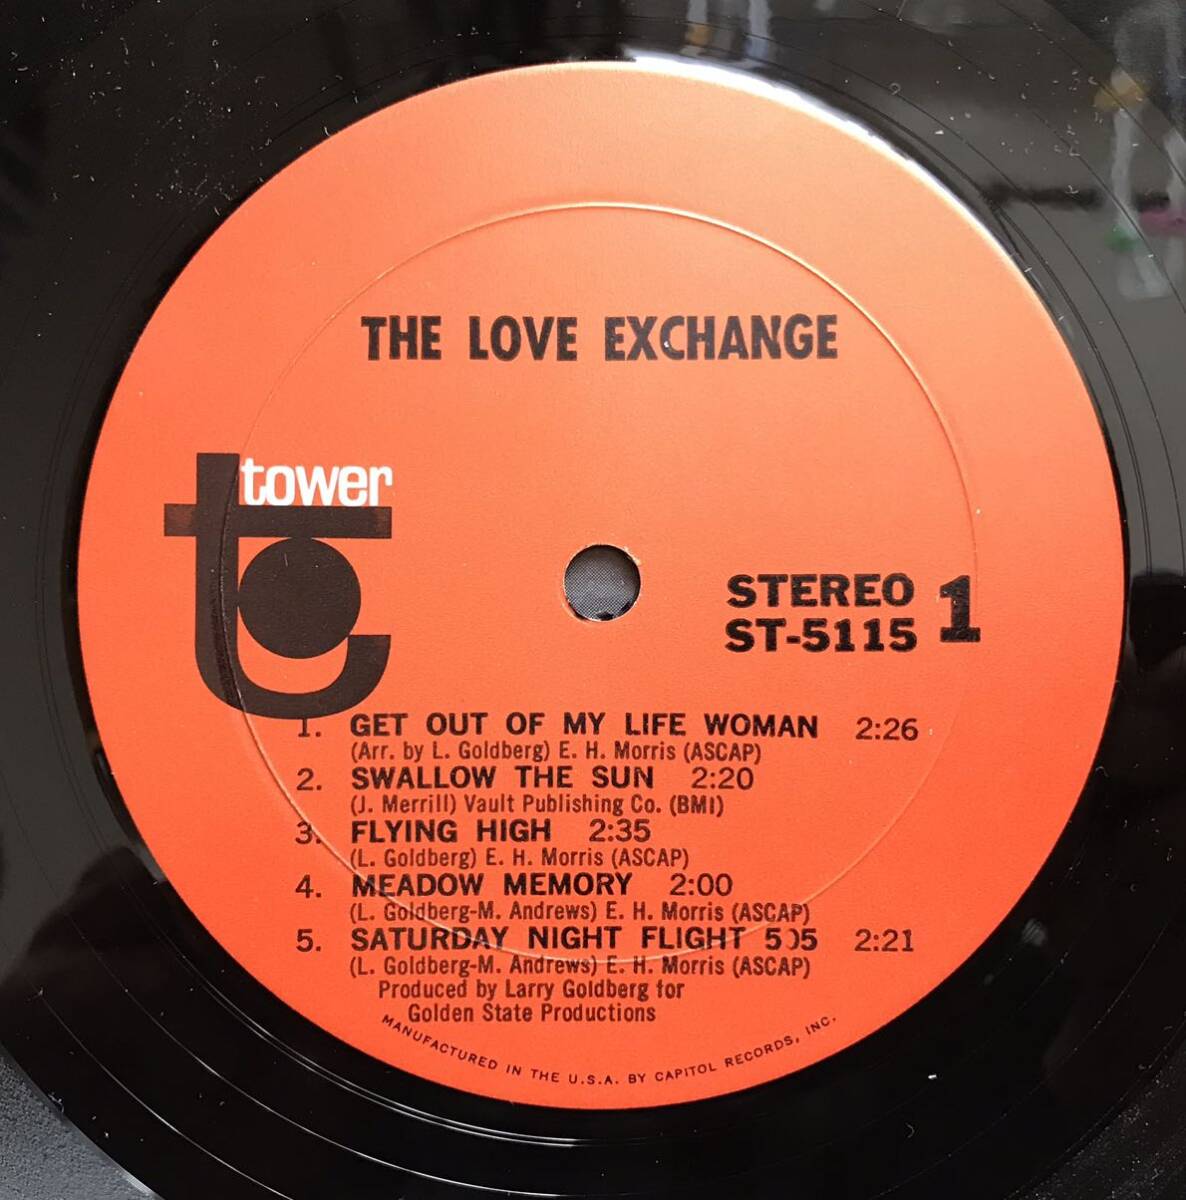 THE LOVE EXCHANGE
tower
STEREO 1
ST-5115
1. GET OUT OF MY LIFE WOMAN 2:26
(Arr. by L. Goldberg) E. H. Morris (ASCAP)
2. SWALLOW THE SUN 2:20
(J. Merrill) Vault Publishing Co. (BMI)
3. FLYING HIGH 2:35
(L. Goldberg) E. H. Morris (ASCAP)
4. MEADOW MEMORY 2:00
(L. Goldberg-M. Andrews) E. H. Morris (ASCAP)
5. SATURDAY NIGHT FLIGHT 505 2:21
(L. Goldberg-M. Andrews) E. H. Morris (ASCAP)
Produced by Larry Goldberg for
Golden State Productions
MANUFACTURED IN THE U.S.A. BY CAPITOL RECORDS, INC.